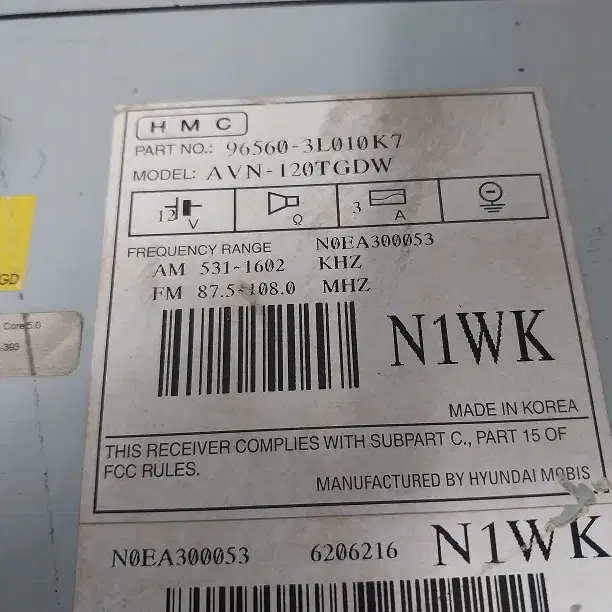 HMC
PART NO.: 96560-3L010K7
MODEL: AVN-120TGDW
12 V Ω 3 A
FREQUENCY RANGE N0EA300053
AM 531-1602 KHZ
FM 87.5-108.0 MHZ
N1WK
MADE IN KOREA
THIS RECEIVER COMPLIES WITH SUBPART C., PART 15 OF
FCC RULES.
MANUFACTURED BY HYUNDAI MOBIS
N0EA300053 6206216 N1WK
GD
Core 5.0
-393